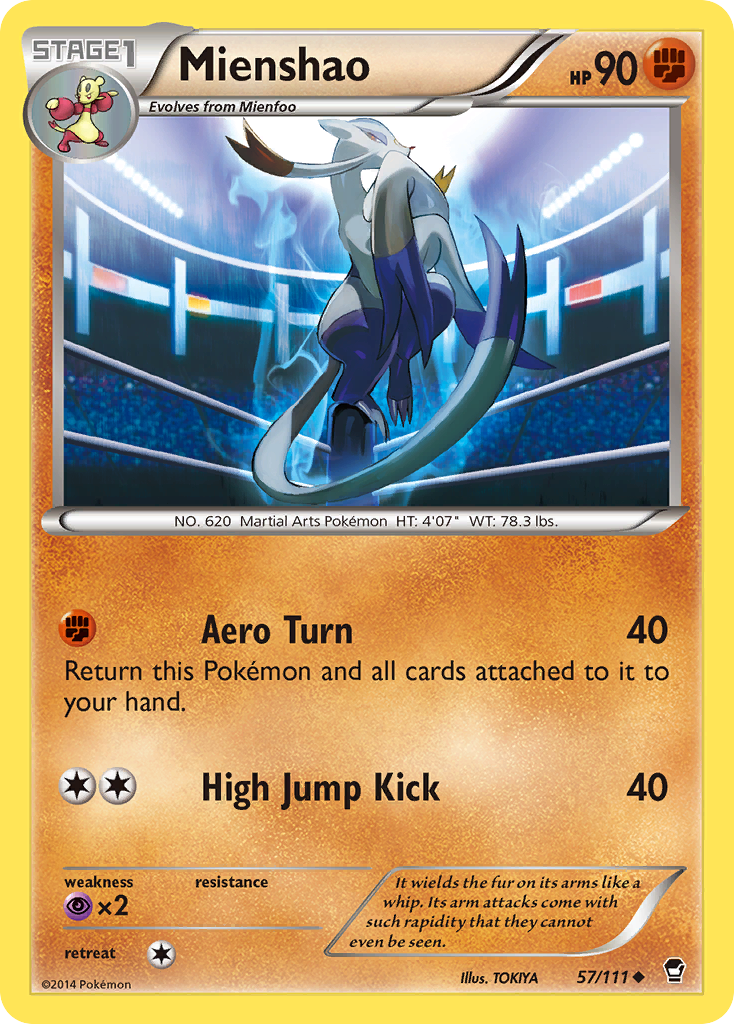 STAGE1
Mienshao
HP 90
Evolves from Mienfoo
NO. 620 Martial Arts Pokémon HT: 4'07" WT: 78.3 lbs.
Aero Turn 40
Return this Pokémon and all cards attached to it to
your hand.
High Jump Kick 40
weakness resistance
×2
retreat
It wields the fur on its arms like a
whip. Its arm attacks come with
such rapidity that they cannot
even be seen.
©2014 Pokémon
Illus. TOKIYA 57/111